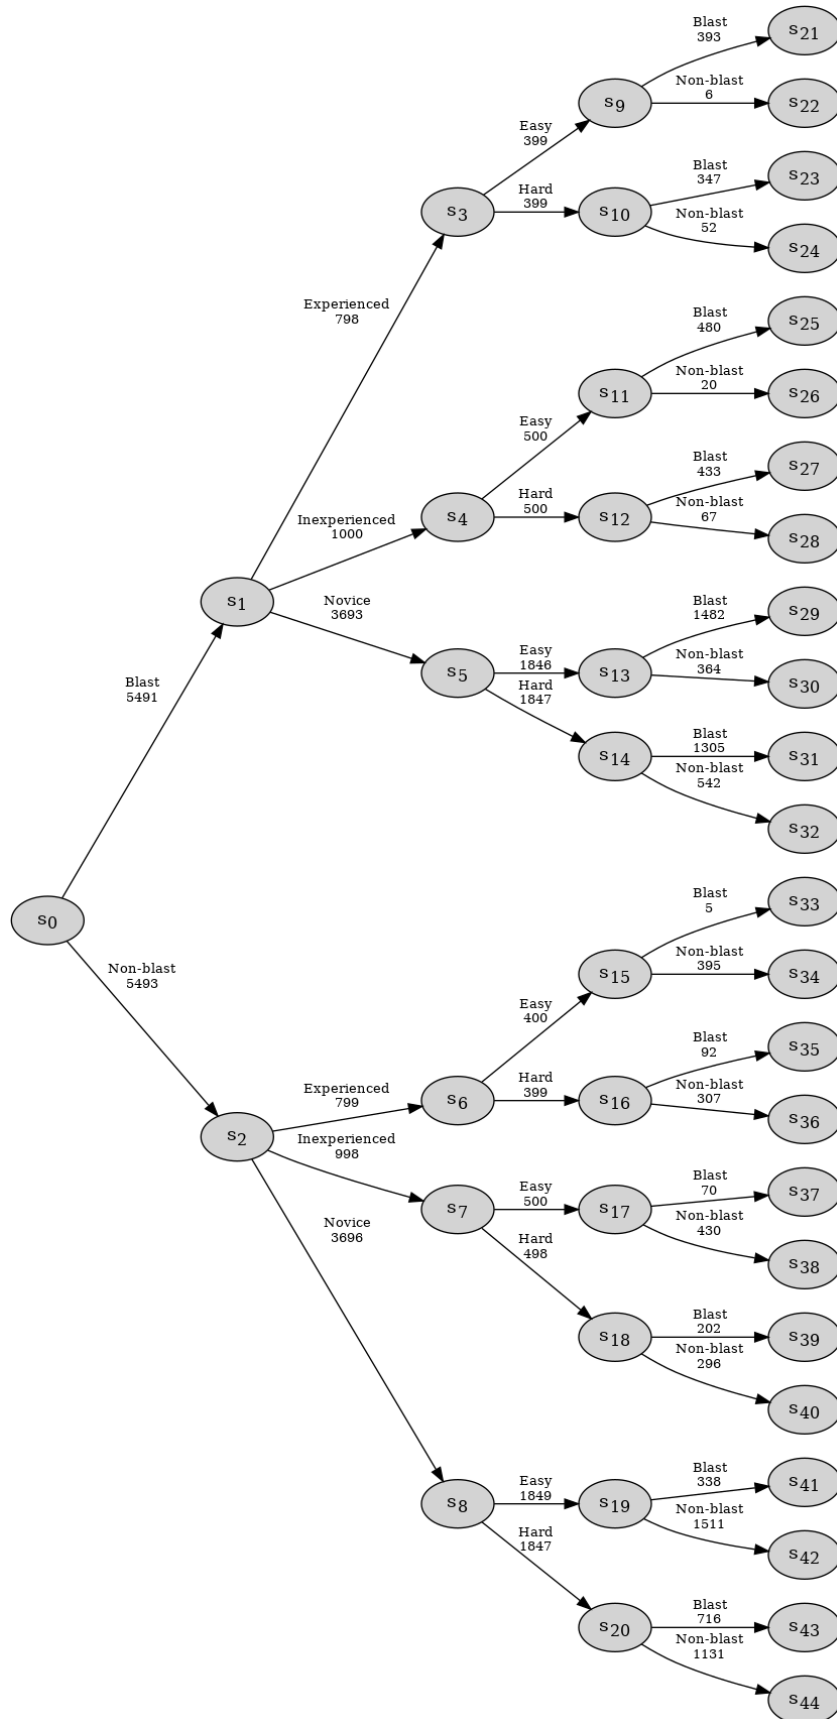 Blast
393
s21
s9
Non-blast
6
s22
Easy
399
Blast
347
s23
s3
Hard
399
s10
Non-blast
52
s24
Experienced
798
Blast
480
s25
s11
Non-blast
20
s26
Easy
500
Blast
433
s27
Inexperienced
1000
s4
Hard
500
s12
Non-blast
67
s28
s1
Novice
3693
Blast
1482
s29
s5
Easy
1846
s13
Non-blast
364
s30
Hard
1847
Blast
5491
s14
Blast
1305
s31
Non-blast
542
s32
s0
Blast
5
s33
Non-blast
5493
s15
Non-blast
395
s34
Easy
400
Blast
92
s35
Experienced
799
s6
Hard
399
s16
Non-blast
307
s36
s2
Inexperienced
998
Blast
70
s37
s7
Easy
500
s17
Non-blast
430
s38
Novice
3696
Hard
498
s18
Blast
202
s39
Non-blast
296
s40
Blast
338
s41
s8
Easy
1849
s19
Non-blast
1511
s42
Hard
1847
s20
Blast
716
s43
Non-blast
1131
s44